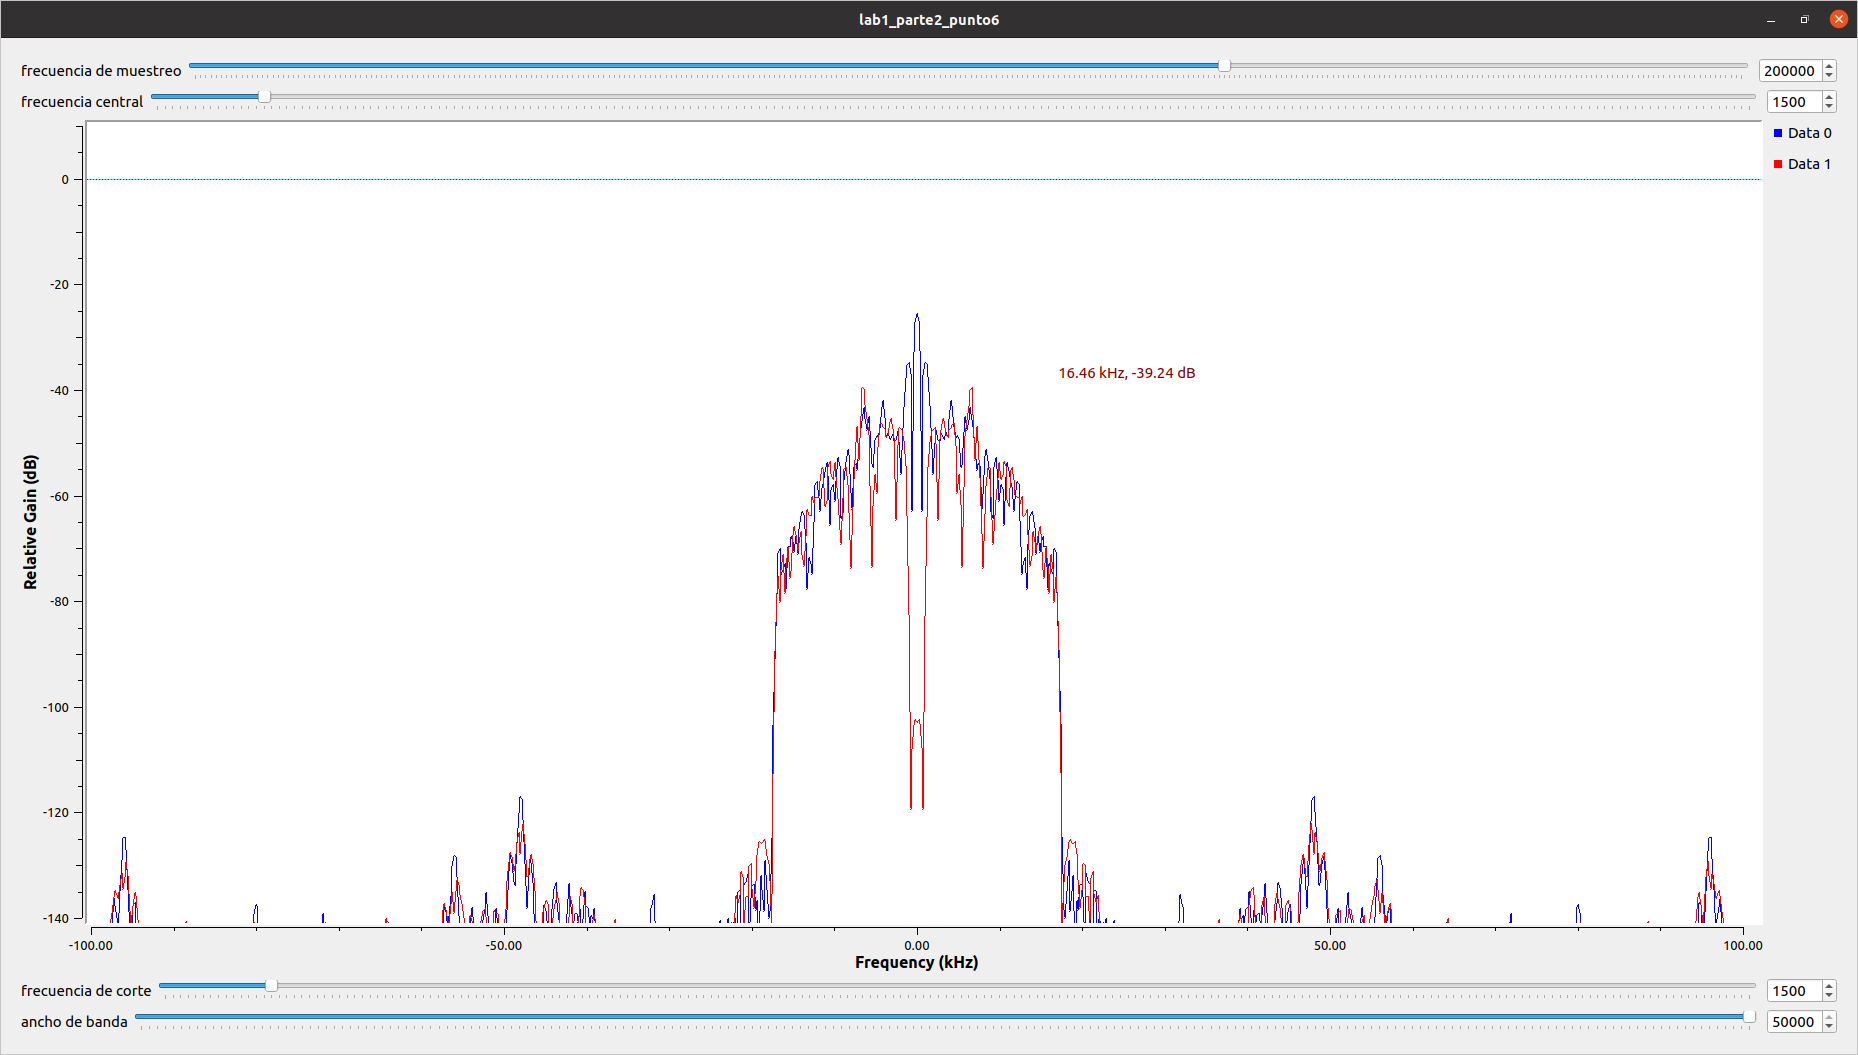 lab1_parte2_punto6
frecuencia de muestreo 200000
frecuencia central 1500
Data 0
Data 1
0
-20
-40
-60
-80
-100
-120
-140
Relative Gain (dB)
16.46 kHz, -39.24 dB
-100.00 -50.00 0.00 50.00 100.00
Frequency (kHz)
frecuencia de corte 1500
ancho de banda 50000